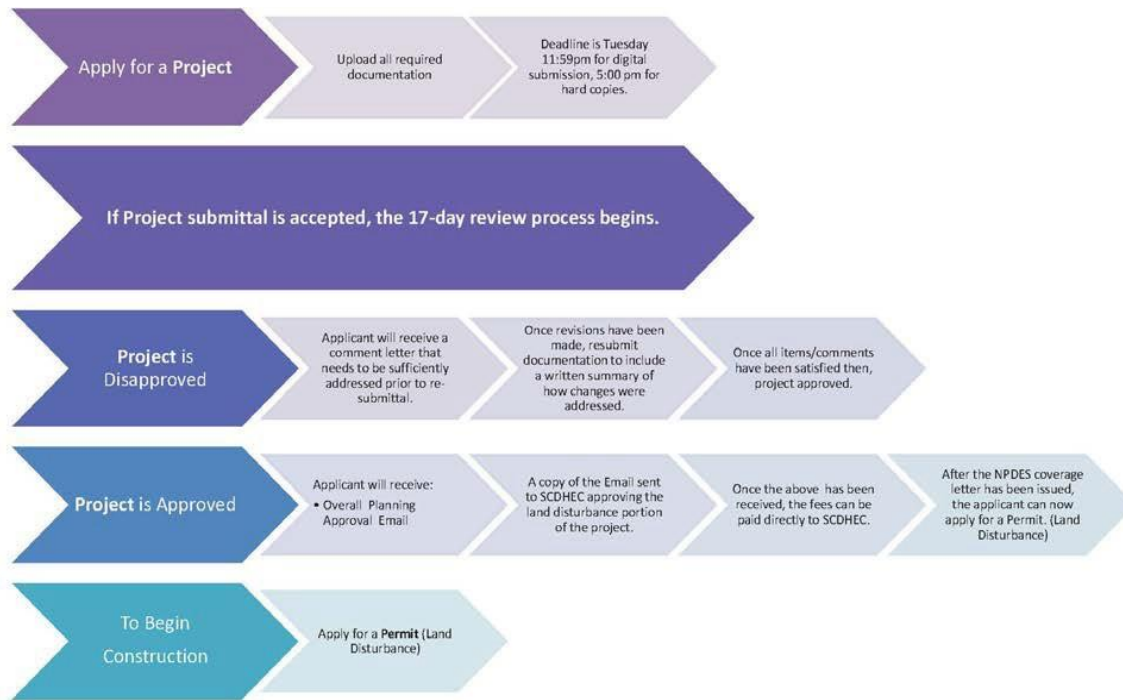 Apply for a Project
Upload all required
documentation
Deadline is Tuesday
11:59pm for digital
submission, 5:00 pm for
hard copies.
If Project submittal is accepted, the 17-day review process begins.
Project is
Disapproved
Applicant will receive a
comment letter that
needs to be sufficiently
addressed prior to re-
submittal.
Once revisions have been
made, resubmit
documentation to include
a written summary of
how changes were
addressed.
Once all items/comments
have been satisfied then,
project approved.
Project is Approved
Applicant will receive:
• Overall Planning
Approval Email
A copy of the Email sent
to SCDHEC approving the
land disturbance portion
of the project.
Once the above has been
received, the fees can be
paid directly to SCDHEC.
After the NPDES coverage
letter has been issued,
the applicant can now
apply for a Permit. (Land
Disturbance)
To Begin
Construction
Apply for a Permit (Land
Disturbance)